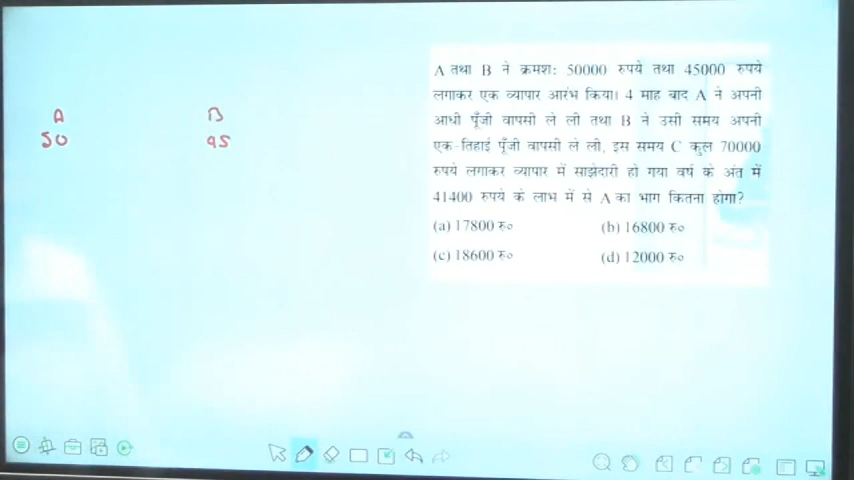 A B
50 45
A तथा B ने क्रमश: 50000 रुपये तथा 45000 रुपये
लगाकर एक व्यापार आरंभ किया। 4 माह बाद A ने अपनी
आधी पूँजी वापसी ले ली तथा B ने उसी समय अपनी
एक-तिहाई पूँजी वापसी ले ली, इस समय C कुल 70000
रुपये लगाकर व्यापार में साझेदारी हो गया वर्ष के अंत में
41400 रुपये के लाभ में से A का भाग कितना होगा?
(a) 17800 रु० (b) 16800 रु०
(c) 18600 रु० (d) 12000 रु०